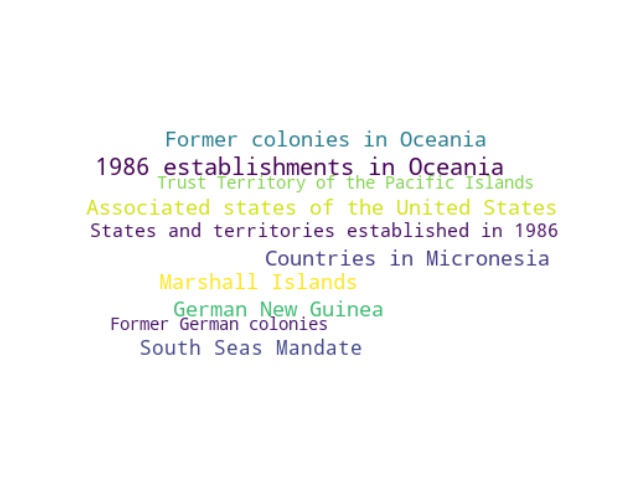 Former colonies in Oceania
1986 establishments in Oceania
Trust Territory of the Pacific Islands
Associated states of the United States
States and territories established in 1986
Countries in Micronesia
Marshall Islands
German New Guinea
Former German colonies
South Seas Mandate